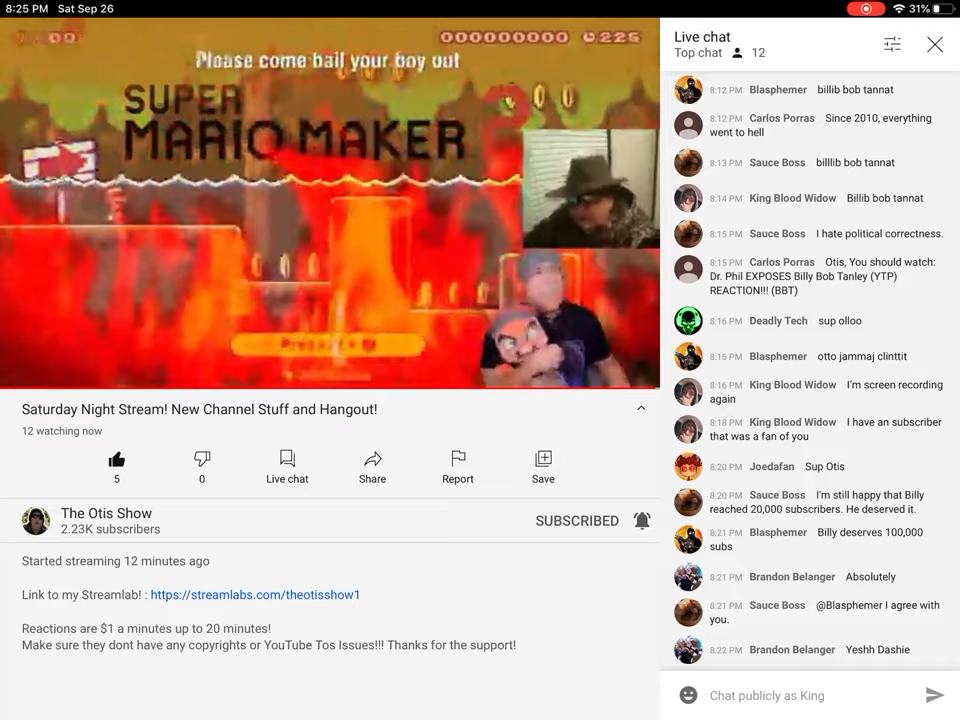 8:25 PM Sat Sep 26
31%
000000000 225
Please come bail your boy out
SUPER
MARIO MAKER
Saturday Night Stream! New Channel Stuff and Hangout!
12 watching now
5
0
Live chat
Share
Report
Save
The Otis Show
2.23K subscribers
SUBSCRIBED
Started streaming 12 minutes ago
Link to my Streamlab! : https://streamlabs.com/theotisshow1
Reactions are $1 a minutes up to 20 minutes!
Make sure they dont have any copyrights or YouTube Tos Issues!!! Thanks for the support!
Live chat
Top chat 12
8:12 PM Blasphemer billib bob tannat
8:12 PM Carlos Porras Since 2010, everything
went to hell
8:13 PM Sauce Boss billlib bob tannat
8:14 PM King Blood Widow Billib bob tannat
8:15 PM Sauce Boss I hate political correctness.
8:15 PM Carlos Porras Otis, You should watch:
Dr. Phil EXPOSES Billy Bob Tanley (YTP)
REACTION!!! (BBT)
8:16 PM Deadly Tech sup olloo
8:16 PM Blasphemer otto jammaj clinttit
8:16 PM King Blood Widow I'm screen recording
again
8:18 PM King Blood Widow I have an subscriber
that was a fan of you
8:20 PM Joedafan Sup Otis
8:20 PM Sauce Boss I'm still happy that Billy
reached 20,000 subscribers. He deserved it.
8:21 PM Blasphemer Billy deserves 100,000
subs
8:21 PM Brandon Belanger Absolutely
8:21 PM Sauce Boss @Blasphemer I agree with
you.
8:22 PM Brandon Belanger Yeshh Dashie
Chat publicly as King